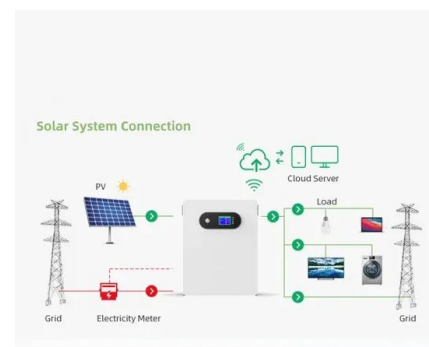 Solar System Connection
Cloud Server
PV
Load
Grid
Electricity Meter
Grid